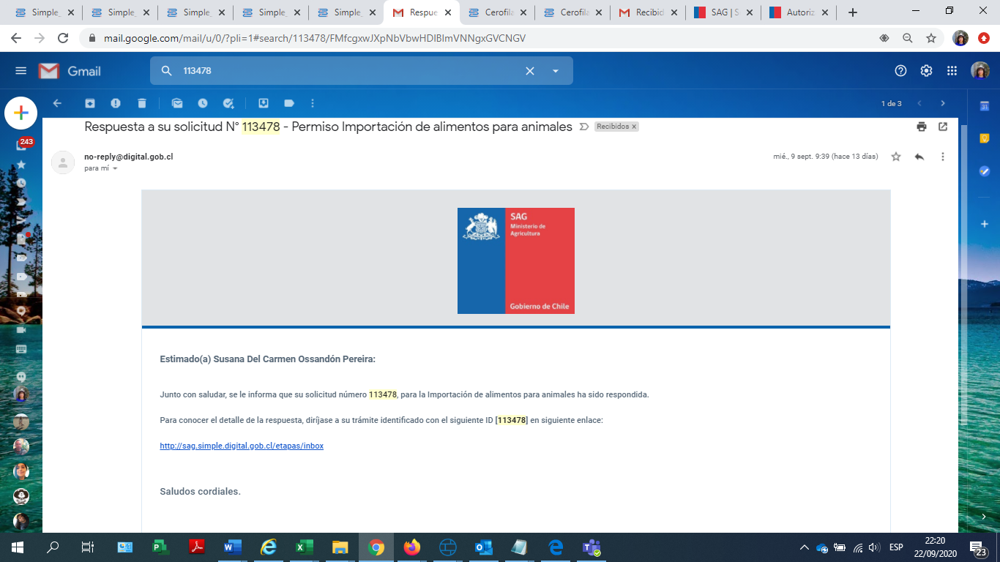 Simple_
Simple_
Simple_
Simple_
Simple_
Respue
Cerofila
Cerofila
Recibid
SAG | S
Autoriz
mail.google.com/mail/u/0/?pli=1#search/113478/FMfcgxwJXpNbVbwHDlBImVNNgxGVCNGV
Gmail
113478
1 de 3
Respuesta a su solicitud N° 113478 - Permiso Importación de alimentos para animales
Recibidos x
243
no-reply@digital.gob.cl
mié., 9 sept. 9:39 (hace 13 días)
para mí
SAG
Ministerio de
Agricultura
Gobierno de Chile
Estimado(a) Susana Del Carmen Ossandón Pereira:
Junto con saludar, se le informa que su solicitud número 113478, para la Importación de alimentos para animales ha sido respondida.
Para conocer el detalle de la respuesta, diríjase a su trámite identificado con el siguiente ID [113478] en siguiente enlace:
http://sag.simple.digital.gob.cl/etapas/inbox
Saludos cordiales.
ESP
22:20
22/09/2020
23